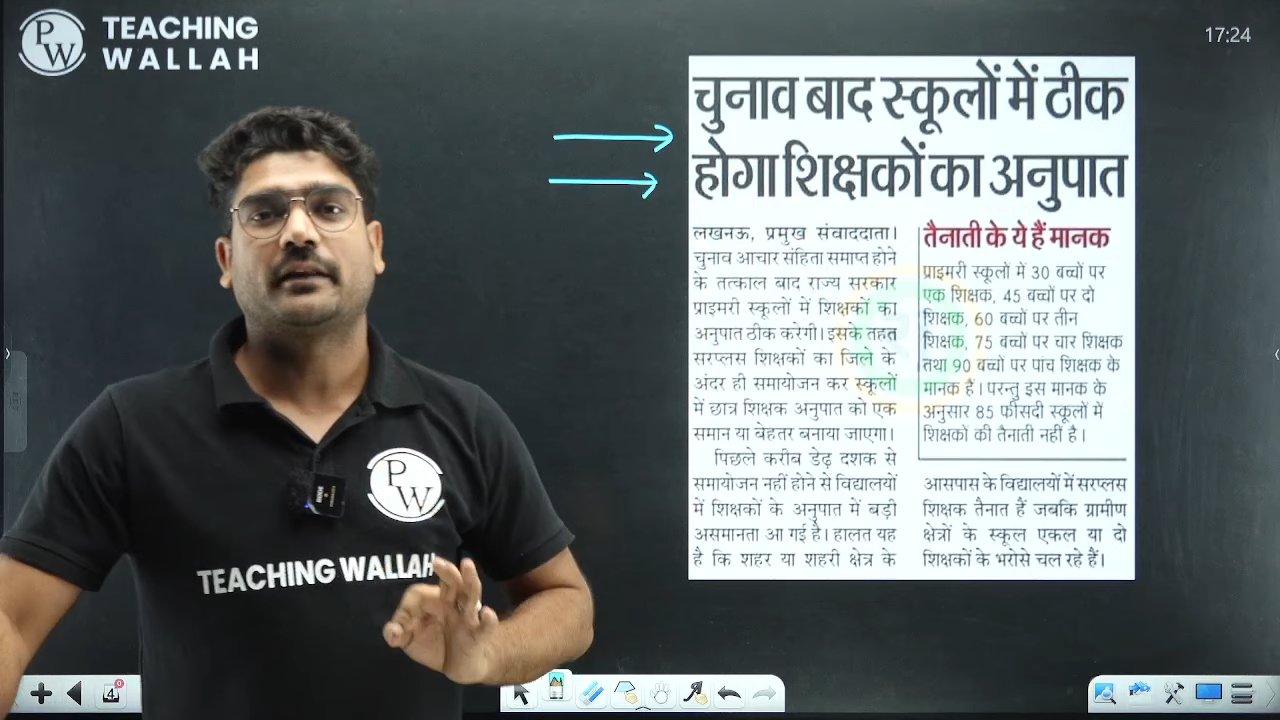 PW
TEACHING
WALLAH
17:24
चुनाव बाद स्कूलों में ठीक
होगा शिक्षकों का अनुपात
लखनऊ, प्रमुख संवाददाता।
चुनाव आचार संहिता समाप्त होने
के तत्काल बाद राज्य सरकार
प्राइमरी स्कूलों में शिक्षकों का
अनुपात ठीक करेगी। इसके तहत
सरप्लस शिक्षकों का जिले के
अंदर ही समायोजन कर स्कूलों
में छात्र शिक्षक अनुपात को एक
समान या बेहतर बनाया जाएगा।
पिछले करीब डेढ़ दशक से
समायोजन नहीं होने से विद्यालयों
में शिक्षकों के अनुपात में बड़ी
असमानता आ गई है। हालत यह
है कि शहर या शहरी क्षेत्र के
तैनाती के ये हैं मानक
प्राइमरी स्कूलों में 30 बच्चों पर
एक शिक्षक, 45 बच्चों पर दो
शिक्षक, 60 बच्चों पर तीन
शिक्षक, 75 बच्चों पर चार शिक्षक
तथा 90 बच्चों पर पांच शिक्षक के
मानक हैं। परन्तु इस मानक के
अनुसार 85 फीसदी स्कूलों में
शिक्षकों की तैनाती नहीं है।
आसपास के विद्यालयों में सरप्लस
शिक्षक तैनात हैं जबकि ग्रामीण
क्षेत्रों के स्कूल एकल या दो
शिक्षकों के भरोसे चल रहे हैं।
PW
TEACHING WALLAH
4